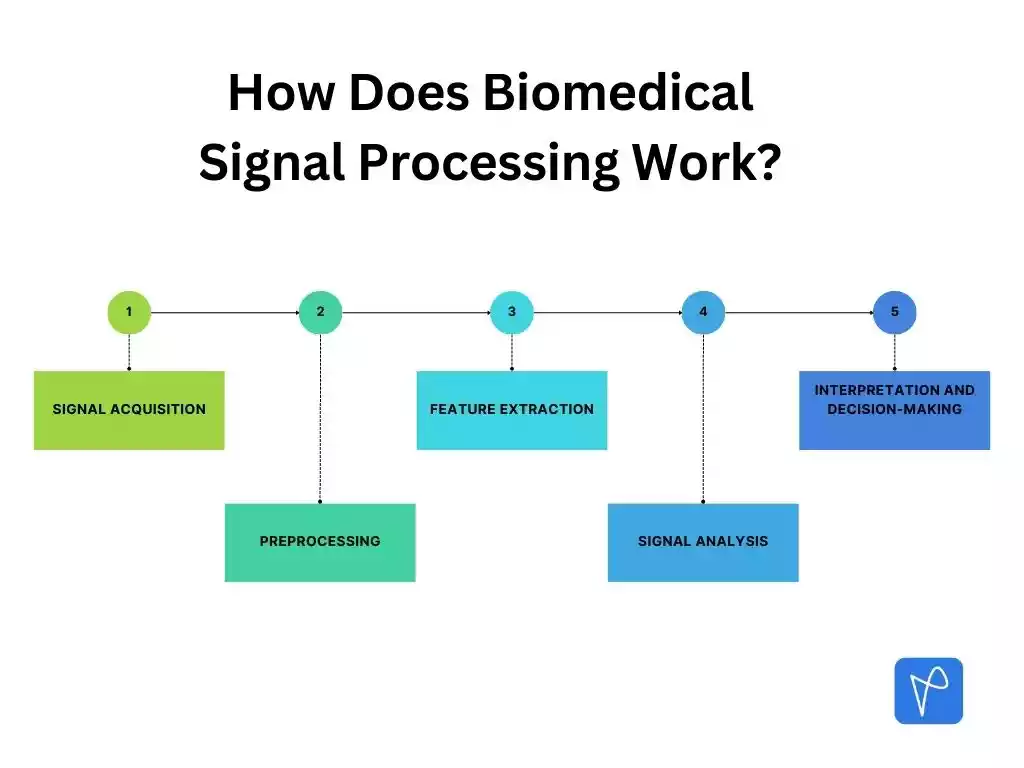 How Does Biomedical
Signal Processing Work?
1
2
3
4
5
SIGNAL ACQUISITION
FEATURE EXTRACTION
INTERPRETATION AND
DECISION-MAKING
PREPROCESSING
SIGNAL ANALYSIS